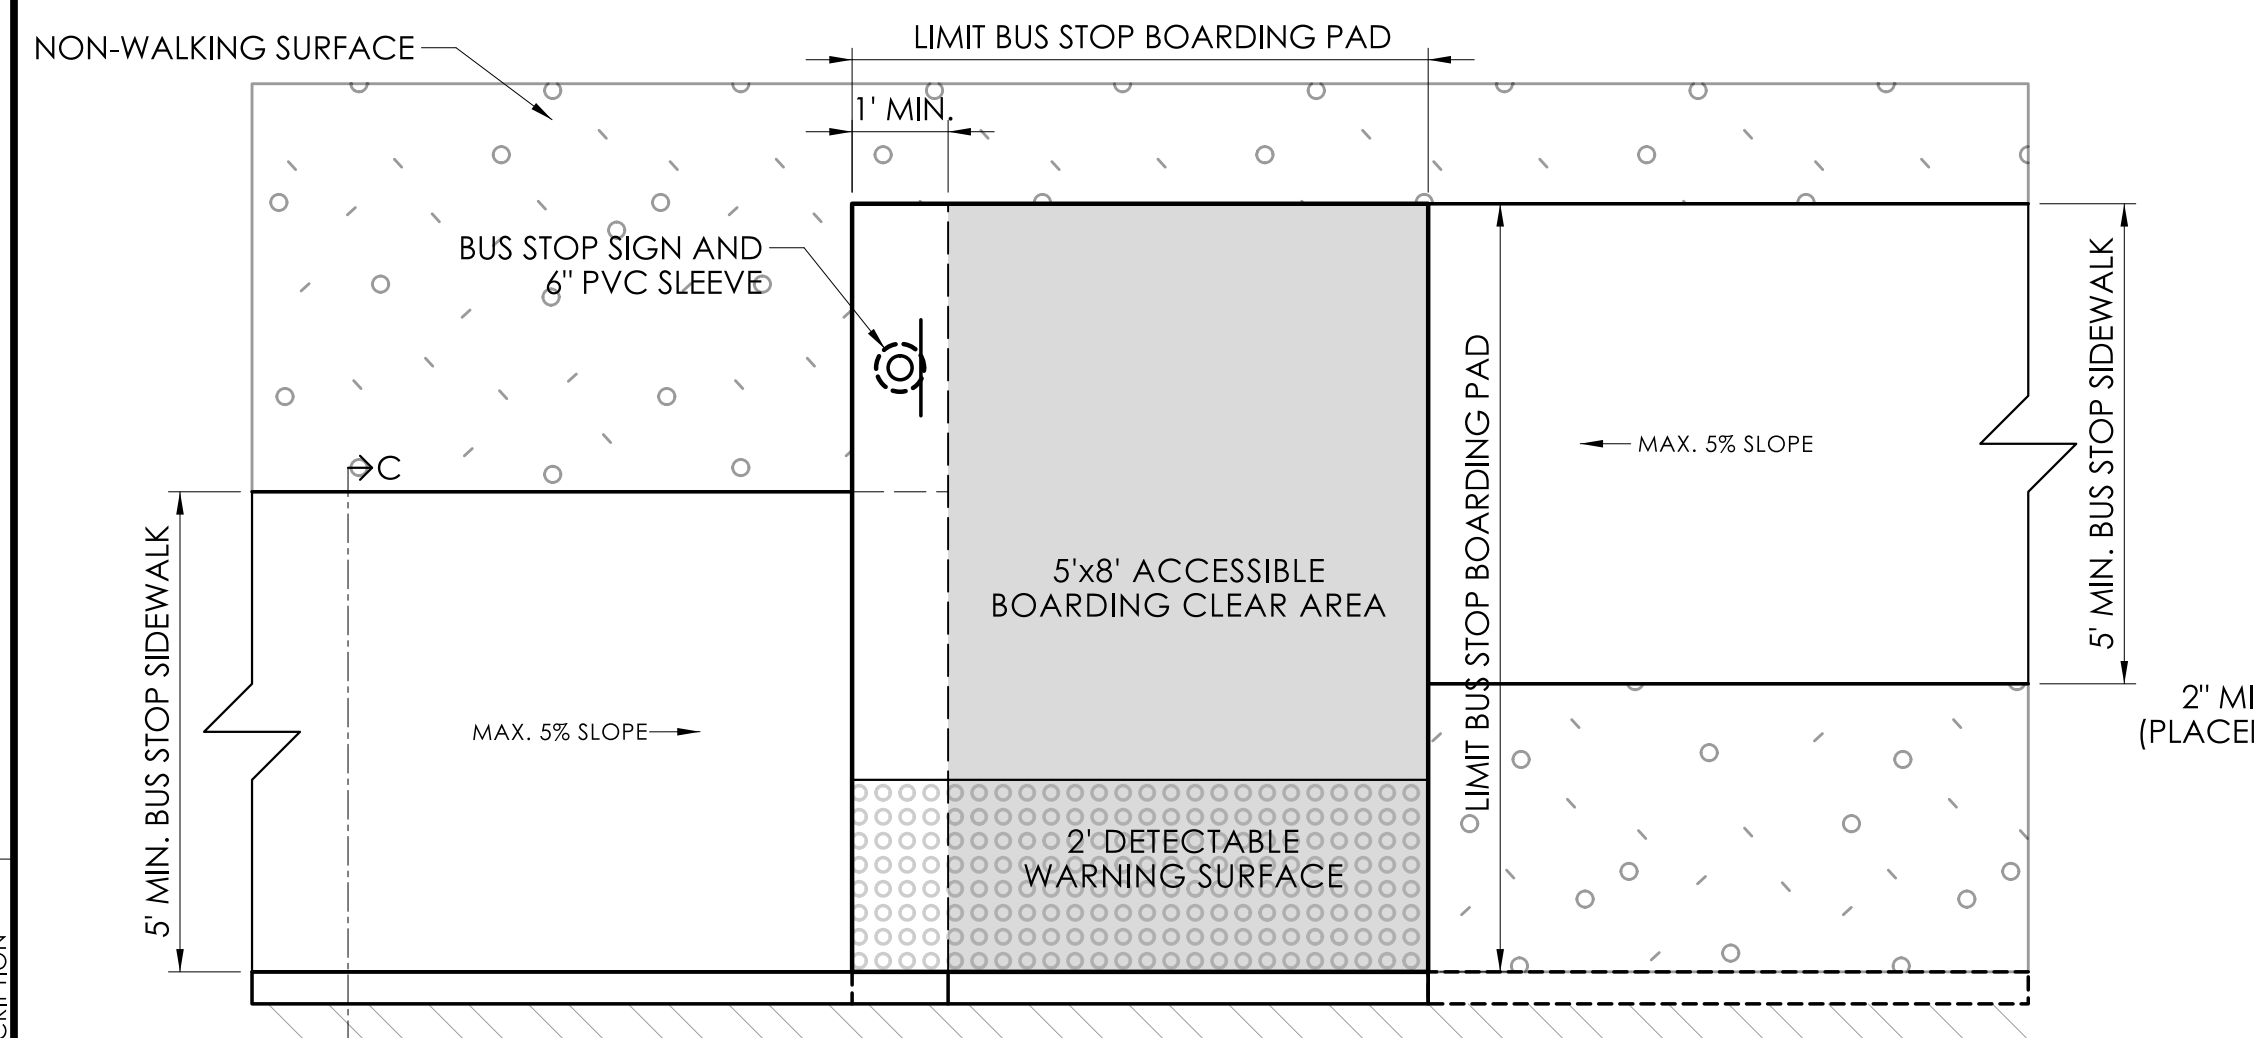 NON-WALKING SURFACE
LIMIT BUS STOP BOARDING PAD
1' MIN.
BUS STOP SIGN AND
6" PVC SLEEVE
C
5' MIN. BUS STOP SIDEWALK
MAX. 5% SLOPE
5'x8' ACCESSIBLE
BOARDING CLEAR AREA
2' DETECTABLE
WARNING SURFACE
LIMIT BUS STOP BOARDING PAD
MAX. 5% SLOPE
5' MIN. BUS STOP SIDEWALK
2"